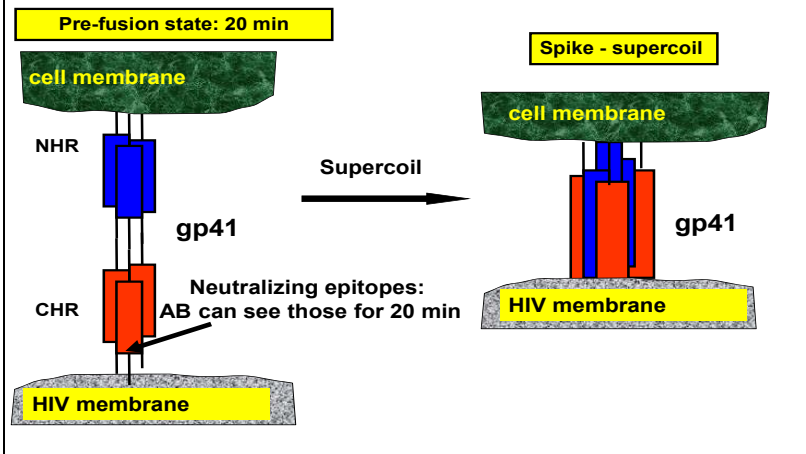 Pre-fusion state: 20 min
cell membrane
NHR
gp41
CHR
Neutralizing epitopes:
AB can see those for 20 min
HIV membrane
Supercoil
Spike - supercoil
cell membrane
gp41
HIV membrane